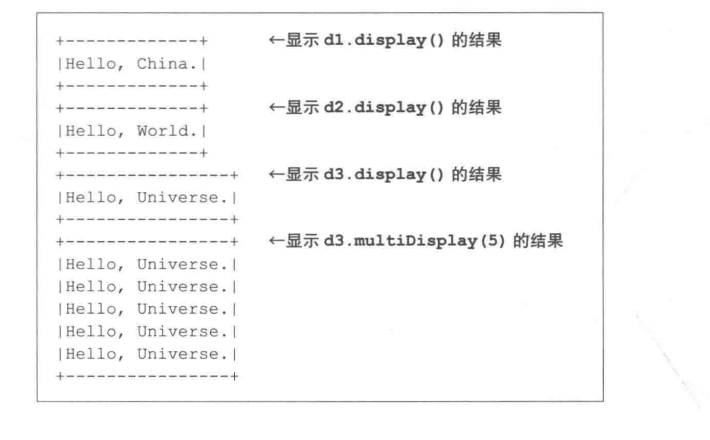 +-------------+ ←显示 d1.display() 的结果
|Hello, China.|
+-------------+
+-------------+ ←显示 d2.display() 的结果
|Hello, World.|
+-------------+
+----------------+ ←显示 d3.display() 的结果
|Hello, Universe.|
+----------------+
+----------------+ ←显示 d3.multiDisplay(5) 的结果
|Hello, Universe.|
|Hello, Universe.|
|Hello, Universe.|
|Hello, Universe.|
|Hello, Universe.|
+----------------+